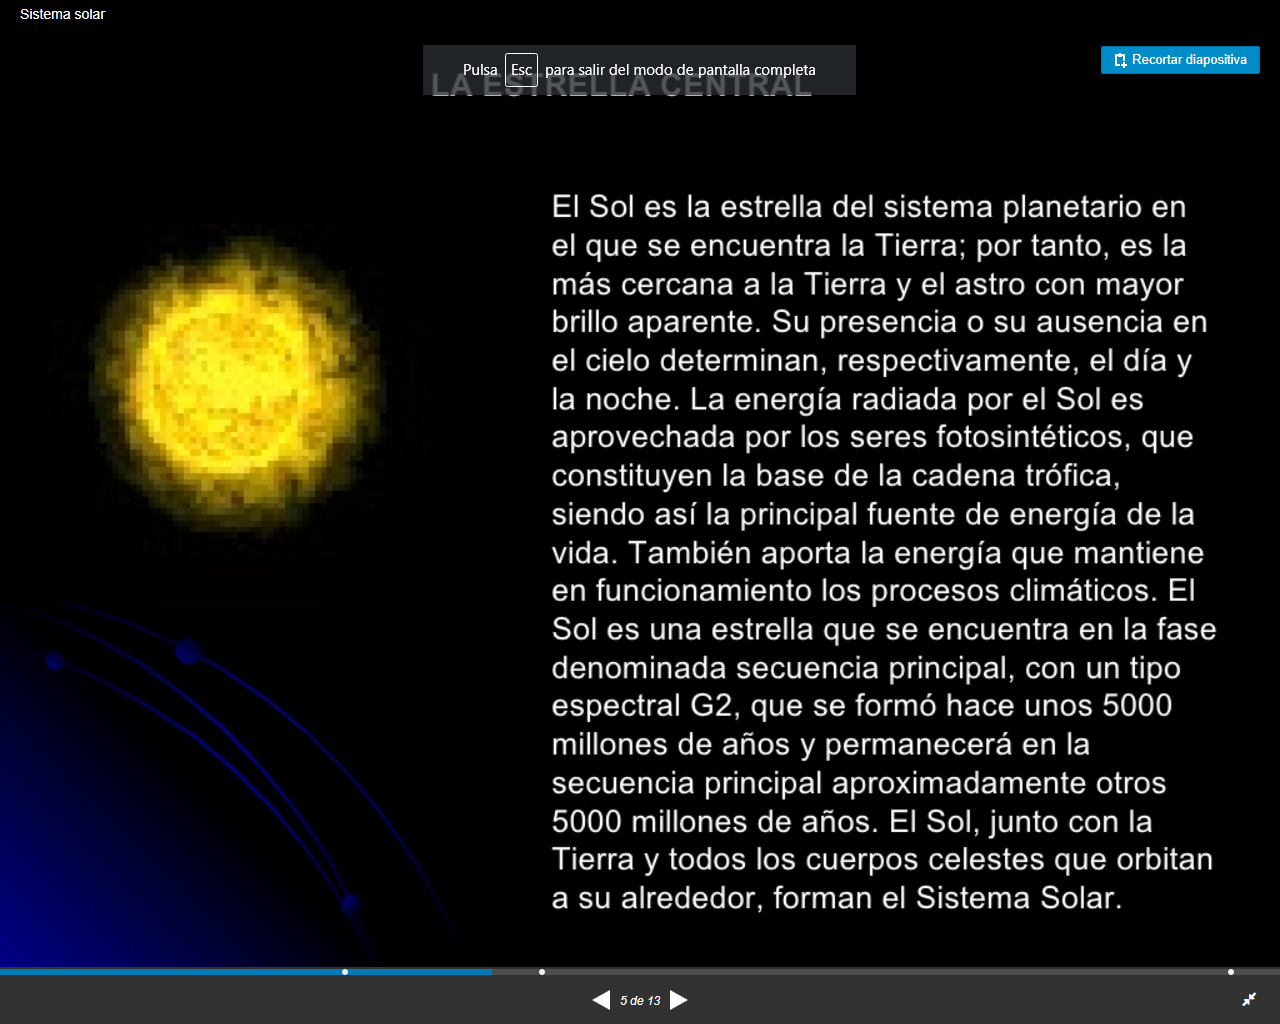 Sistema solar
Pulsa Esc para salir del modo de pantalla completa
Recortar diapositiva
LA ESTRELLA CENTRAL
El Sol es la estrella del sistema planetario en
el que se encuentra la Tierra; por tanto, es la
más cercana a la Tierra y el astro con mayor
brillo aparente. Su presencia o su ausencia en
el cielo determinan, respectivamente, el día y
la noche. La energía radiada por el Sol es
aprovechada por los seres fotosintéticos, que
constituyen la base de la cadena trófica,
siendo así la principal fuente de energía de la
vida. También aporta la energía que mantiene
en funcionamiento los procesos climáticos. El
Sol es una estrella que se encuentra en la fase
denominada secuencia principal, con un tipo
espectral G2, que se formó hace unos 5000
millones de años y permanecerá en la
secuencia principal aproximadamente otros
5000 millones de años. El Sol, junto con la
Tierra y todos los cuerpos celestes que orbitan
a su alrededor, forman el Sistema Solar.
5 de 13